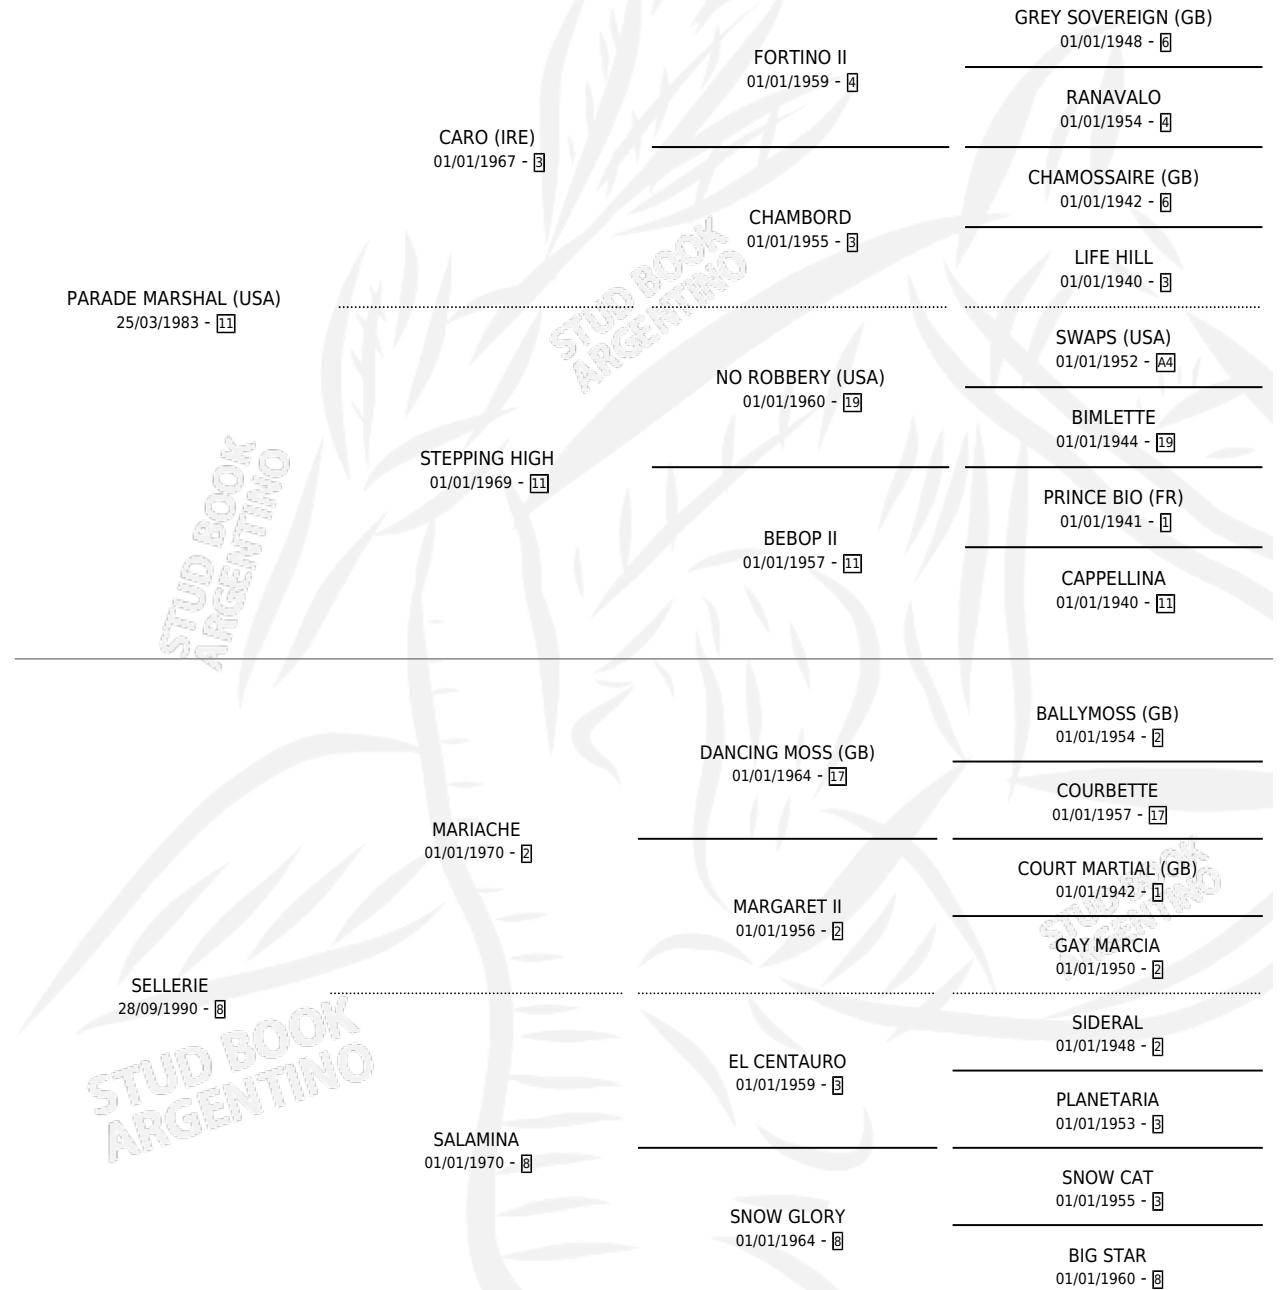 GREY SOVEREIGN (GB)
01/01/1948 - 6
FORTINO II
01/01/1959 - 4
RANAVALO
01/01/1954 - 4
CARO (IRE)
01/01/1967 - 3
CHAMOSSAIRE (GB)
01/01/1942 - 6
CHAMBORD
01/01/1955 - 3
LIFE HILL
01/01/1940 - 3
PARADE MARSHAL (USA)
25/03/1983 - 11
SWAPS (USA)
01/01/1952 - A4
NO ROBBERY (USA)
01/01/1960 - 19
BIMLETTE
01/01/1944 - 19
STEPPING HIGH
01/01/1969 - 11
PRINCE BIO (FR)
01/01/1941 - 1
BEBOP II
01/01/1957 - 11
CAPPELLINA
01/01/1940 - 11
BALLYMOSS (GB)
01/01/1954 - 2
DANCING MOSS (GB)
01/01/1964 - 17
COURBETTE
01/01/1957 - 17
MARIACHE
01/01/1970 - 2
COURT MARTIAL (GB)
01/01/1942 - 1
MARGARET II
01/01/1956 - 2
GAY MARCIA
01/01/1950 - 2
SELLERIE
28/09/1990 - 8
SIDERAL
01/01/1948 - 2
EL CENTAURO
01/01/1959 - 3
PLANETARIA
01/01/1953 - 3
SALAMINA
01/01/1970 - 8
SNOW CAT
01/01/1955 - 3
SNOW GLORY
01/01/1964 - 8
BIG STAR
01/01/1960 - 8
STUD BOOK
ARGENTINO
STUD BOOK
ARGENTINO
STUD BOOK
ARGENTINO
STUD BOOK
ARGENTINO